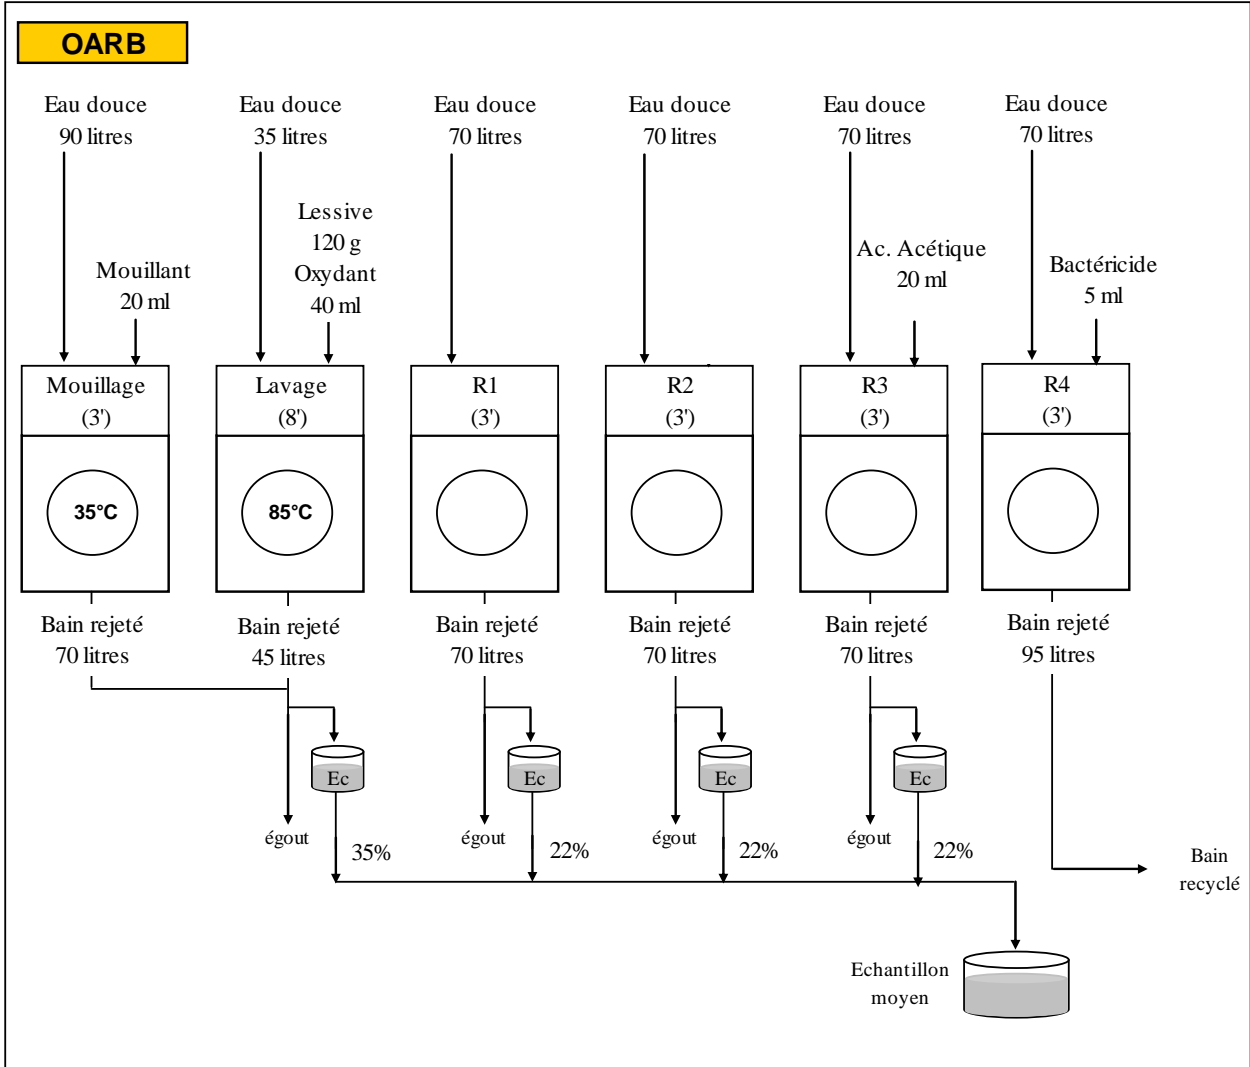 OARB
Eau douce
90 litres
Eau douce
35 litres
Eau douce
70 litres
Eau douce
70 litres
Eau douce
70 litres
Eau douce
70 litres
Mouillant
20 ml
Lessive
120 g
Oxydant
40 ml
Ac. Acétique
20 ml
Bactéricide
5 ml
Mouillage
(3')
Lavage
(8')
R1
(3')
R2
(3')
R3
(3')
R4
(3')
35°C
85°C
Bain rejeté
70 litres
Bain rejeté
45 litres
Bain rejeté
70 litres
Bain rejeté
70 litres
Bain rejeté
70 litres
Bain rejeté
95 litres
Ec
Ec
Ec
Ec
égout
égout
égout
égout
35%
22%
22%
22%
Bain
recyclé
Echantillon
moyen